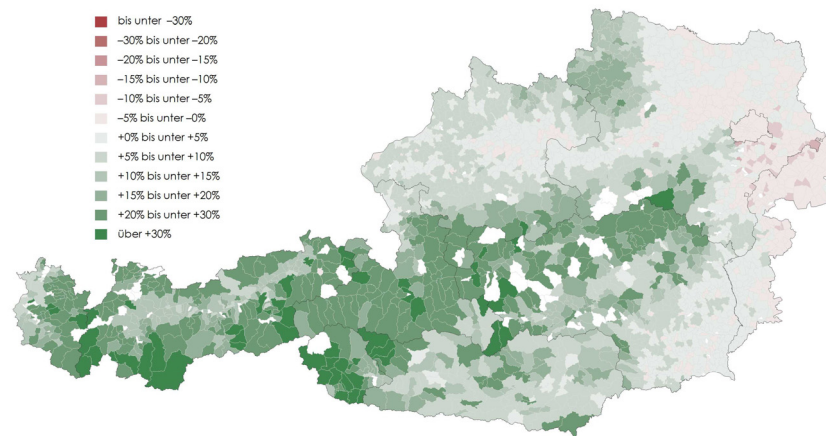 bis unter –30%
–30% bis unter –20%
–20% bis unter –15%
–15% bis unter –10%
–10% bis unter –5%
–5% bis unter –0%
+0% bis unter +5%
+5% bis unter +10%
+10% bis unter +15%
+15% bis unter +20%
+20% bis unter +30%
über +30%